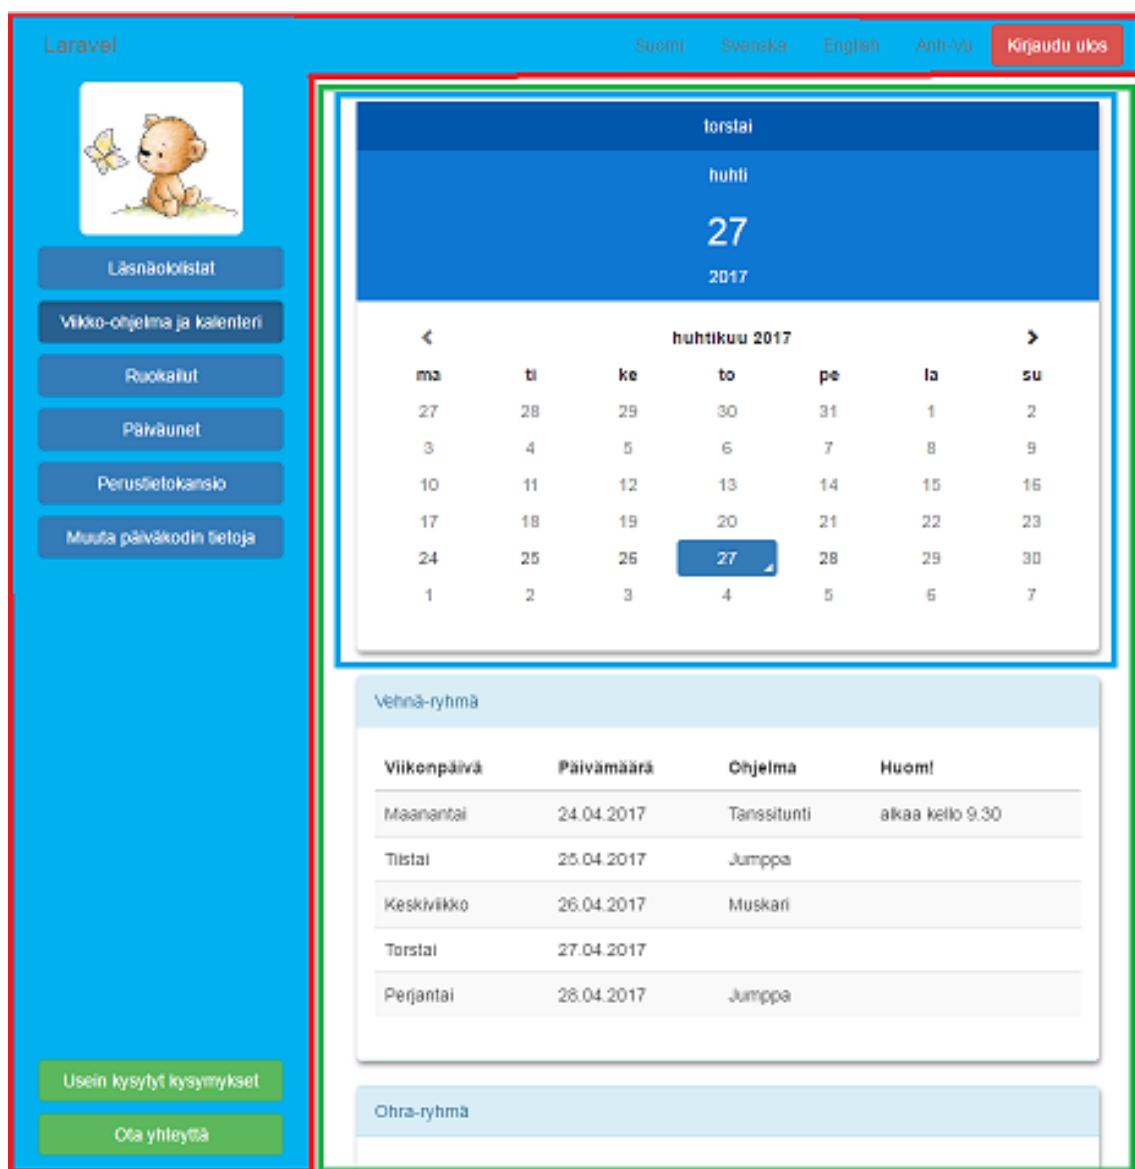 Laravel Suomi Svenska English Anh-Vu Kirjaudu ulos
Läsnäololistat
Viikko-ohjelma ja kalenteri
Ruokailut
Päiväunet
Perustietokansio
Muuta päiväkodin tietoja
Usein kysytyt kysymykset
Ota yhteyttä
torstai
huhti
27
2017
huhtikuu 2017
ma ti ke to pe la su
27 28 29 30 31 1 2
3 4 5 6 7 8 9
10 11 12 13 14 15 16
17 18 19 20 21 22 23
24 25 26 27 28 29 30
1 2 3 4 5 6 7
Vehnä-ryhmä
Viikonpäivä Päivämäärä Ohjelma Huom!
Maanantai 24.04.2017 Tanssitunti alkaa kello 9.30
Tiistai 25.04.2017 Jumppa
Keskiviikko 26.04.2017 Muskari
Torstai 27.04.2017
Perjantai 28.04.2017 Jumppa
Ohra-ryhmä